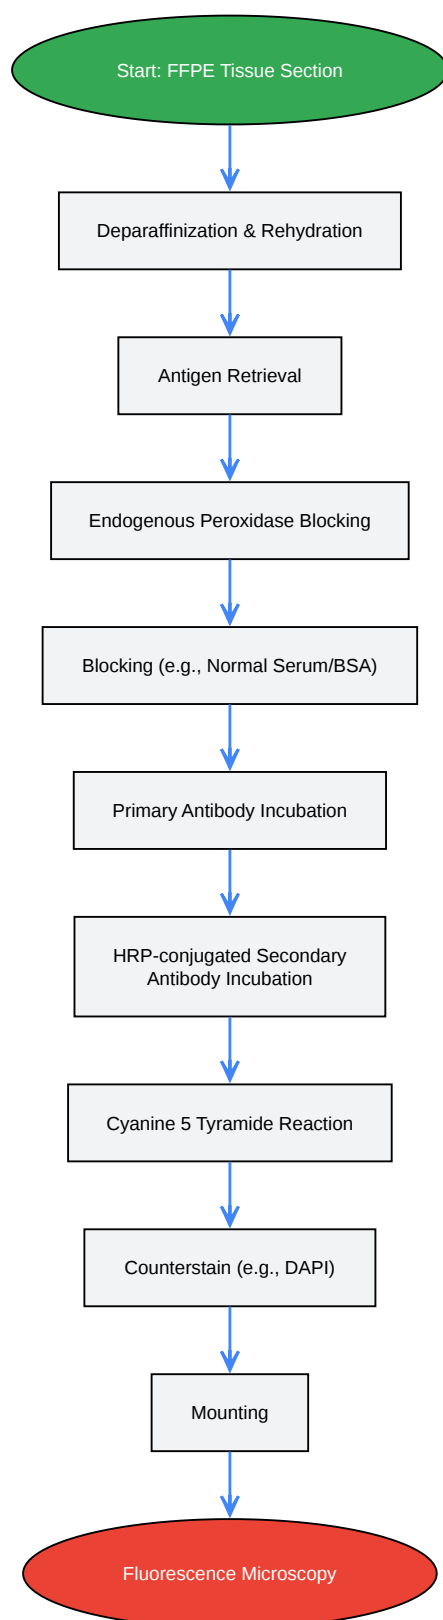 Start: FFPE Tissue Section
Deparaffinization & Rehydration
Antigen Retrieval
Endogenous Peroxidase Blocking
Blocking (e.g., Normal Serum/BSA)
Primary Antibody Incubation
HRP-conjugated Secondary
Antibody Incubation
Cyanine 5 Tyramide Reaction
Counterstain (e.g., DAPI)
Mounting
Fluorescence Microscopy